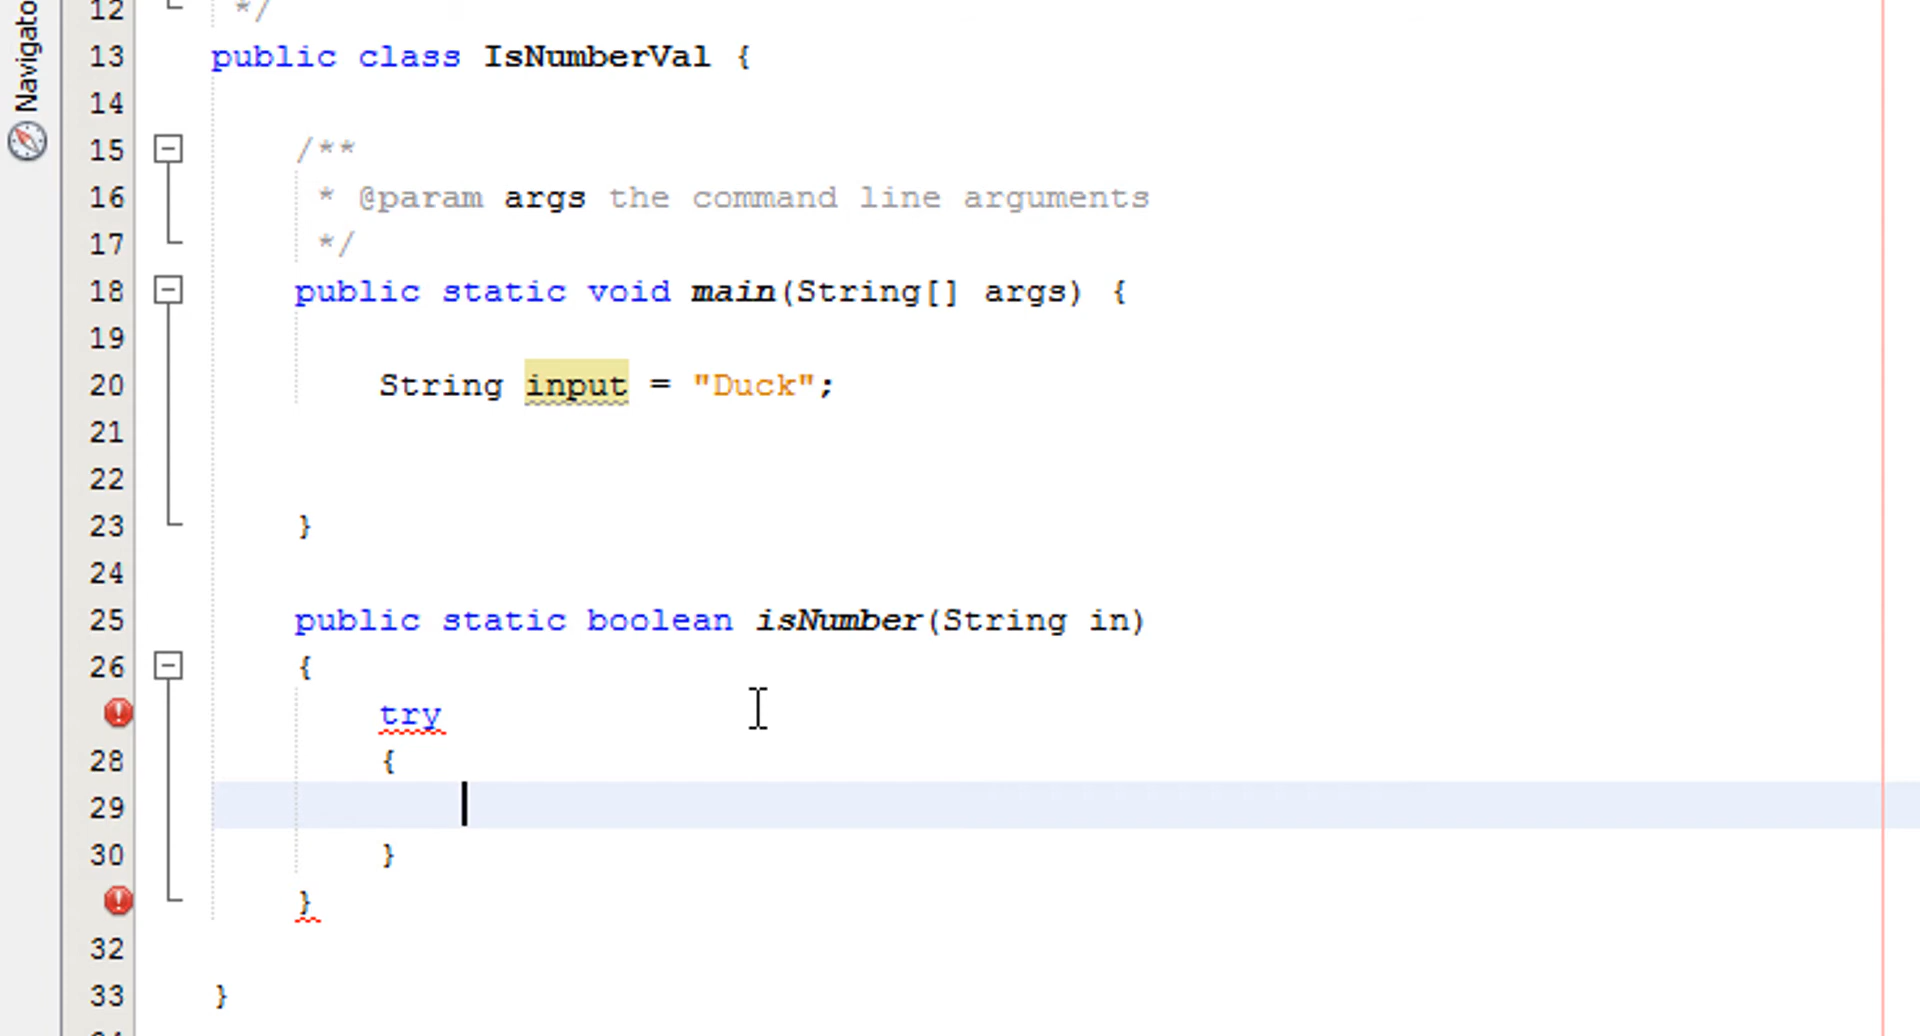 Navigato
12 */
13 public class IsNumberVal {
14
15 /**
16 * @param args the command line arguments
17 */
18 public static void main(String[] args) {
19
20 String input = "Duck";
21
22
23 }
24
25 public static boolean isNumber(String in)
26 {
try
28 {
29
30 }
}
32
33 }